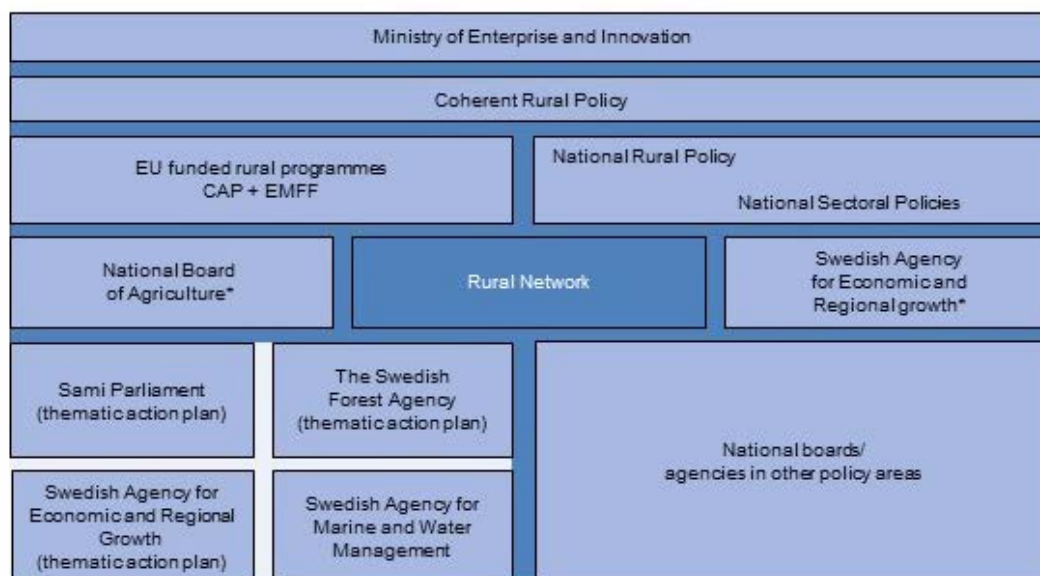 Ministry of Enterprise and Innovation
Coherent Rural Policy
EU funded rural programmes
CAP + EMFF
National Rural Policy
National Sectoral Policies
National Board
of Agriculture*
Rural Network
Swedish Agency
for Economic and
Regional growth*
Sami Parliament
(thematic action plan)
The Swedish
Forest Agency
(thematic action plan)
National boards/
agencies in other policy areas
Swedish Agency for
Economic and Regional
Growth
(thematic action plan)
Swedish Agency for
Marine and Water
Management